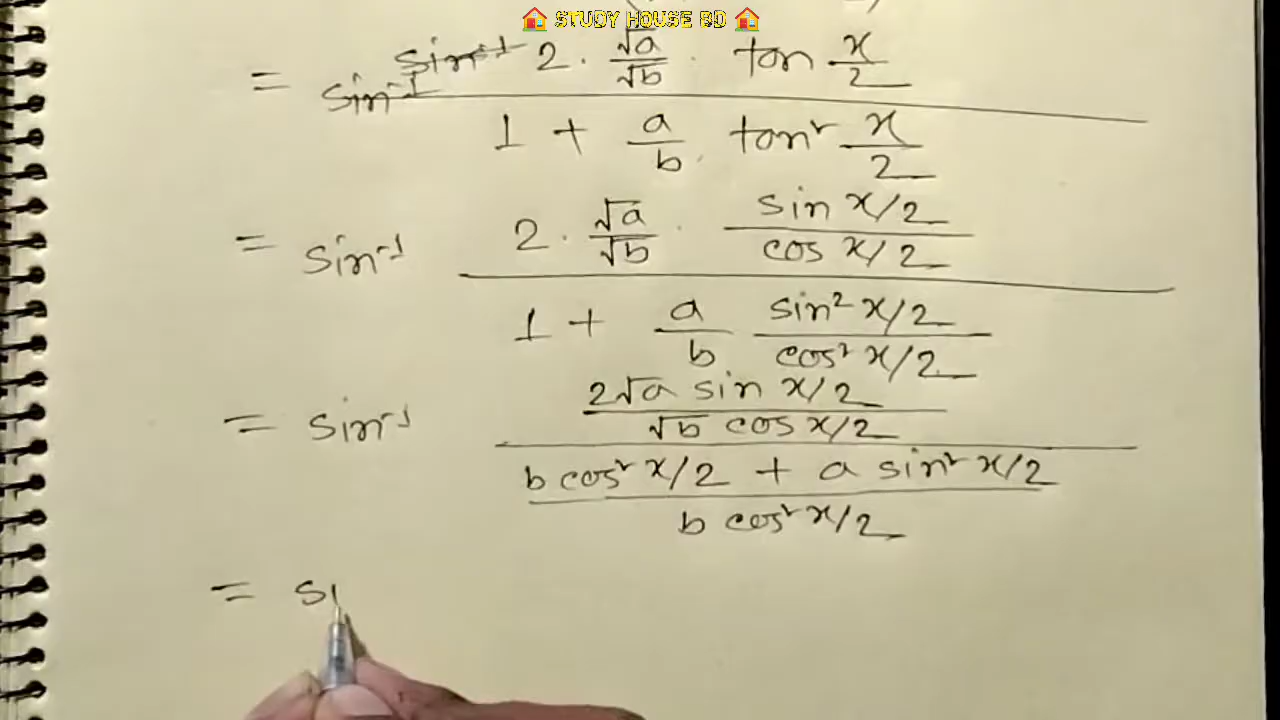 🏠 STUDY HOUSE BD 🏠
= sin⁻¹ 2 · √a/√b · tan x/2
1 + a/b · tan² x/2
= sin⁻¹ 2 · √a/√b · sin x/2 / cos x/2
1 + a/b sin² x/2 / cos² x/2
= sin⁻¹ 2√a sin x/2 / √b cos x/2
b cos² x/2 + a sin² x/2
b cos² x/2
= si